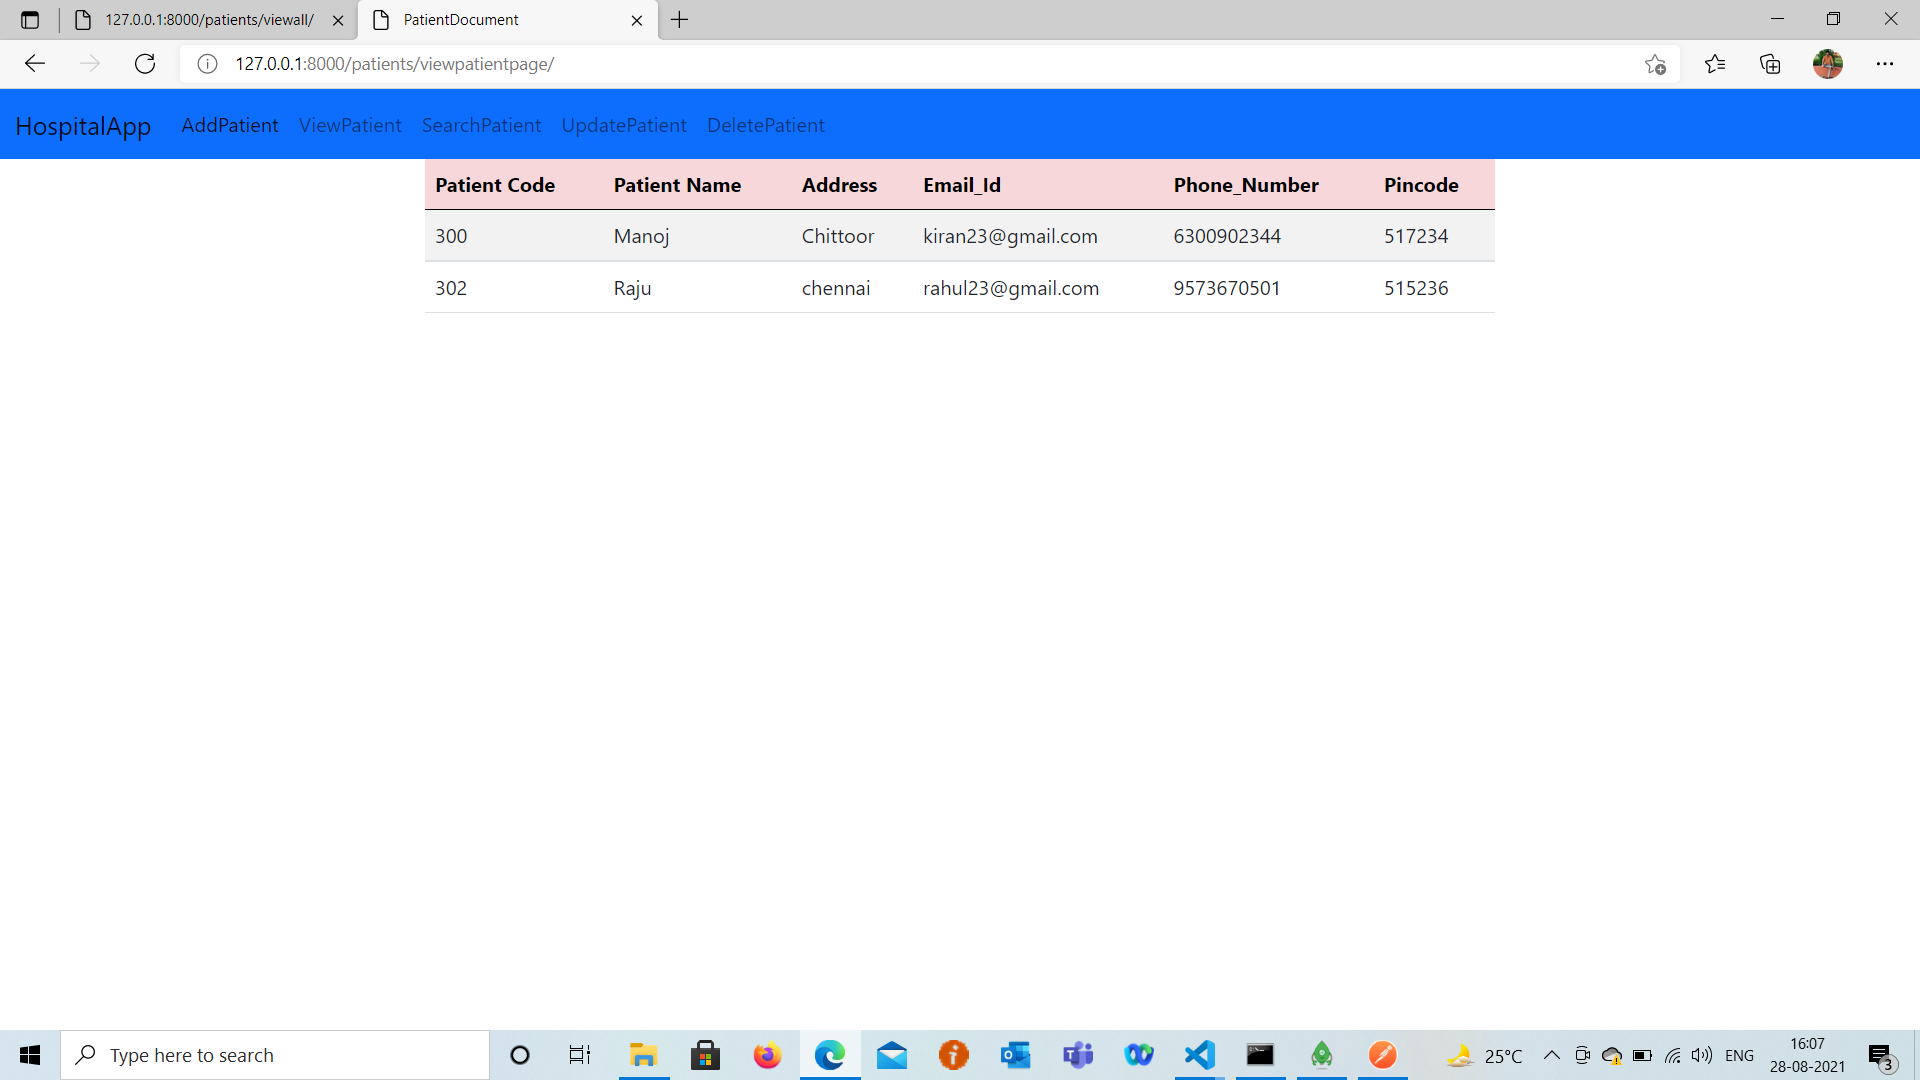 127.0.0.1:8000/patients/viewall/ PatientDocument
127.0.0.1:8000/patients/viewpatientpage/
HospitalApp AddPatient ViewPatient SearchPatient UpdatePatient DeletePatient
Patient Code Patient Name Address Email_Id Phone_Number Pincode
300 Manoj Chittoor kiran23@gmail.com 6300902344 517234
302 Raju chennai rahul23@gmail.com 9573670501 515236
Type here to search 25°C ENG 16:07
28-08-2021 3